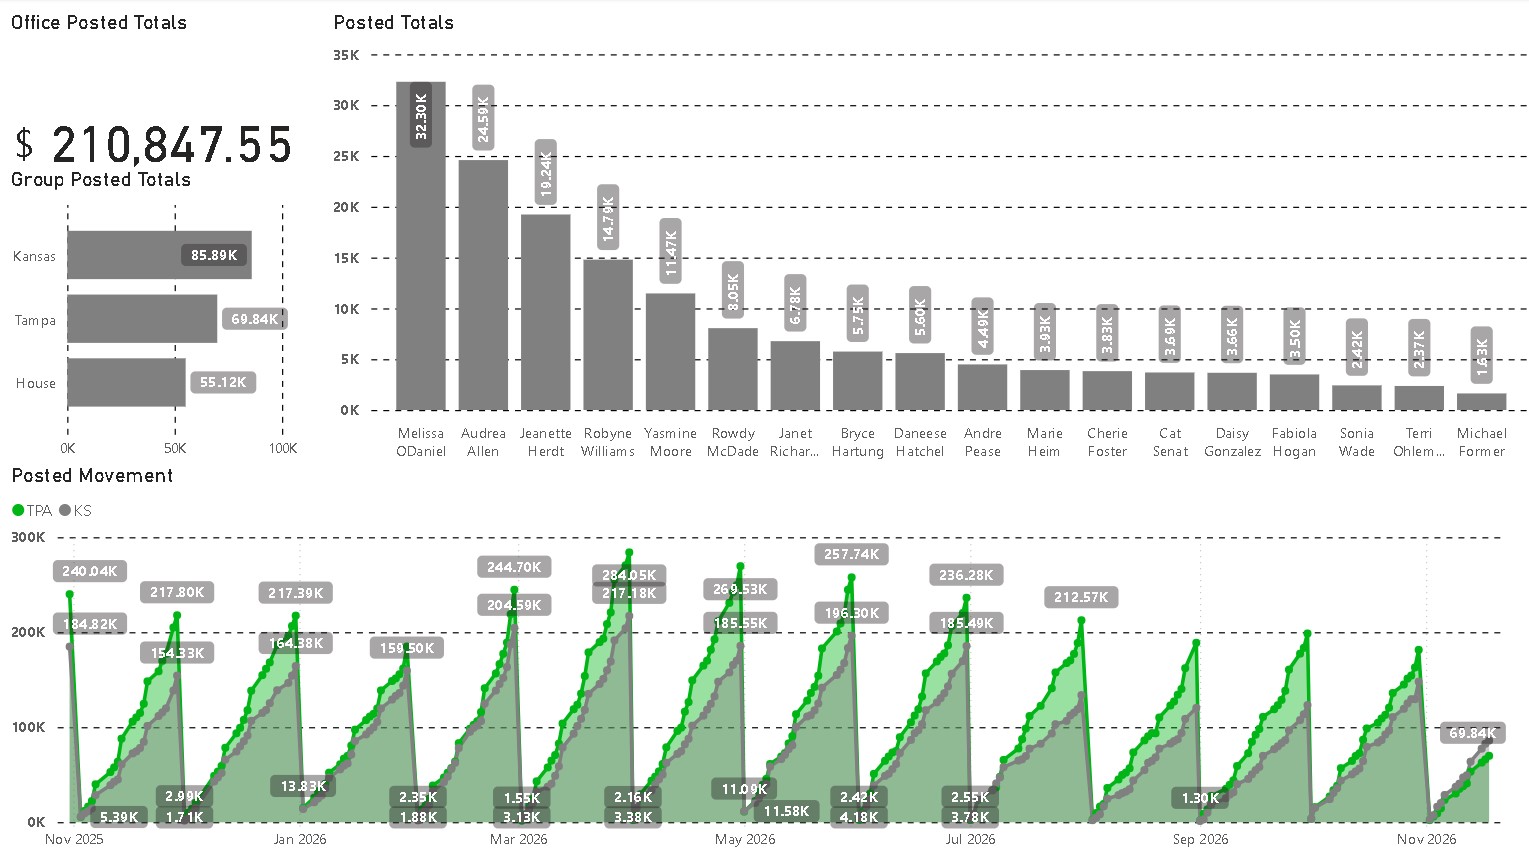 Office Posted Totals
$ 210,847.55
Group Posted Totals
Kansas
85.89K
Tampa
69.84K
House
55.12K
0K 50K 100K
Posted Totals
35K
30K
25K
20K
15K
10K
5K
0K
32.30K
24.59K
19.24K
14.79K
11.47K
8.05K
6.78K
5.75K
5.60K
4.49K
3.93K
3.83K
3.69K
3.66K
3.50K
2.42K
2.37K
1.63K
Melissa ODaniel
Audrea Allen
Jeanette Herdt
Robyne Williams
Yasmine Moore
Rowdy McDade
Janet Richar...
Bryce Hartung
Daneese Hatchel
Andre Pease
Marie Heim
Cherie Foster
Cat Senat
Daisy Gonzalez
Fabiola Hogan
Sonia Wade
Terri Ohlem...
Michael Former
Posted Movement
TPA KS
300K
200K
100K
0K
240.04K
184.82K
5.39K
217.80K
154.33K
2.99K
1.71K
217.39K
164.38K
13.83K
159.50K
2.35K
1.88K
244.70K
204.59K
1.55K
3.13K
284.05K
217.18K
2.16K
3.38K
269.53K
185.55K
11.09K
11.58K
257.74K
196.30K
2.42K
4.18K
236.28K
185.49K
2.55K
3.78K
212.57K
1.30K
69.84K
Nov 2025 Jan 2026 Mar 2026 May 2026 Jul 2026 Sep 2026 Nov 2026